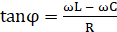 tanφ = (ωL - ωC) / R